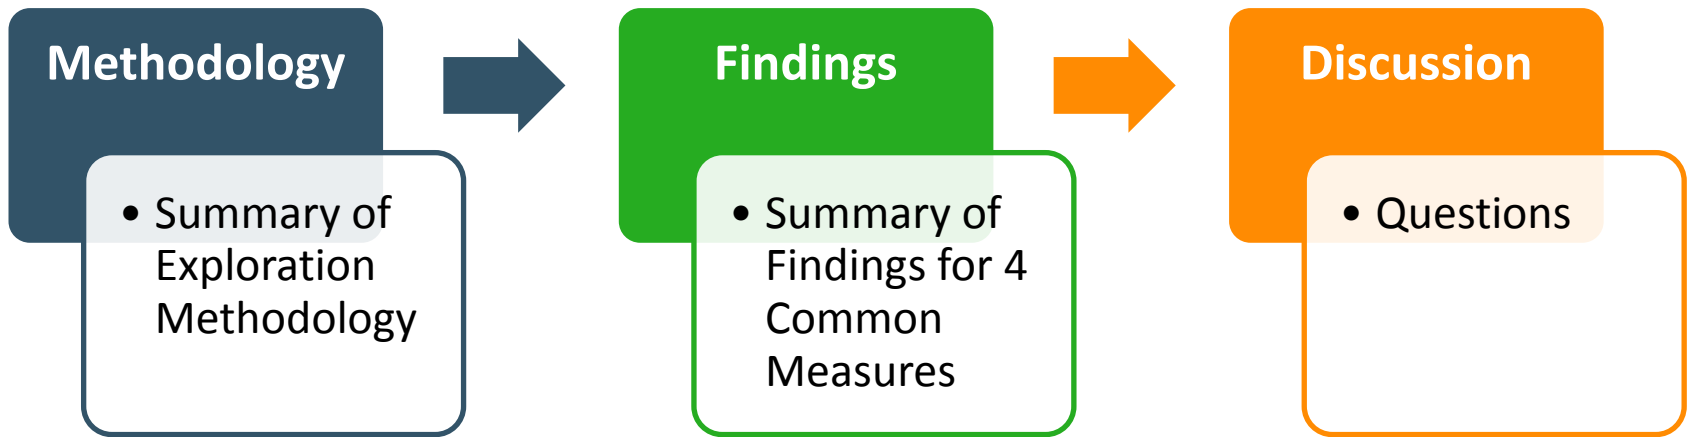 Methodology
• Summary of
Exploration
Methodology
Findings
• Summary of
Findings for 4
Common
Measures
Discussion
• Questions